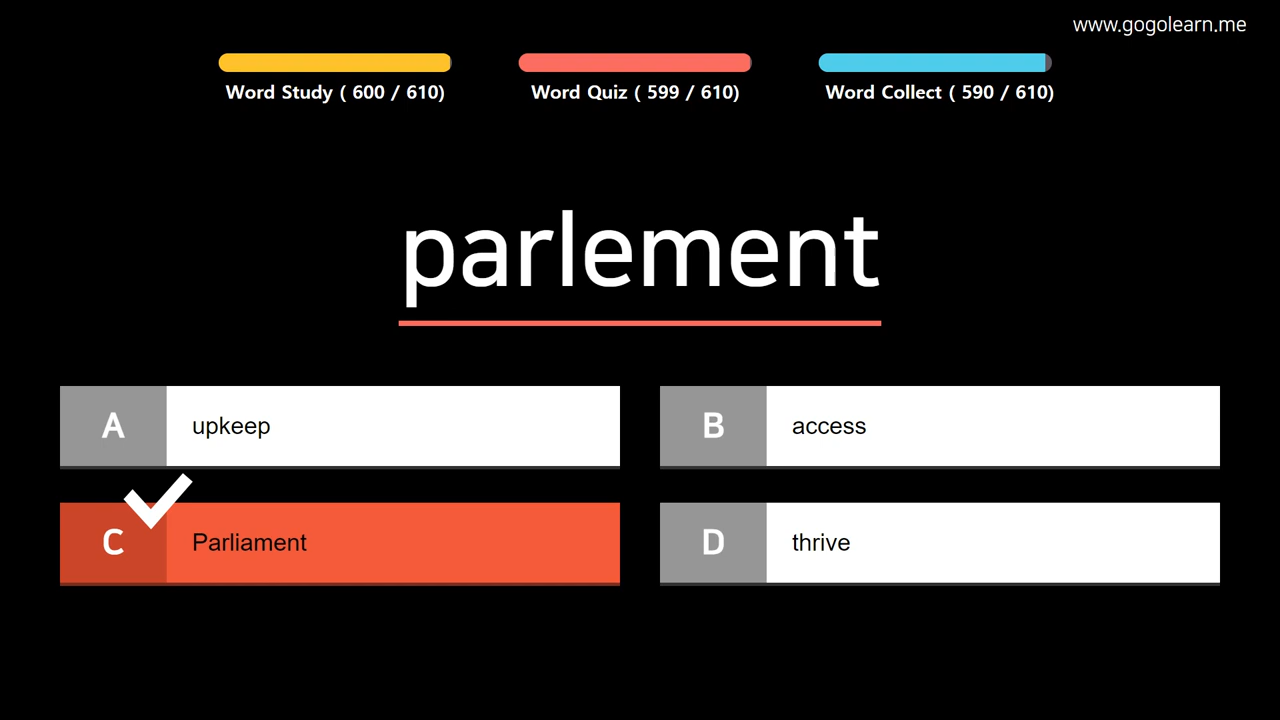 www.gogolearn.me
Word Study ( 600 / 610)
Word Quiz ( 599 / 610)
Word Collect ( 590 / 610)
parlement
A
upkeep
B
access
C
Parliament
D
thrive